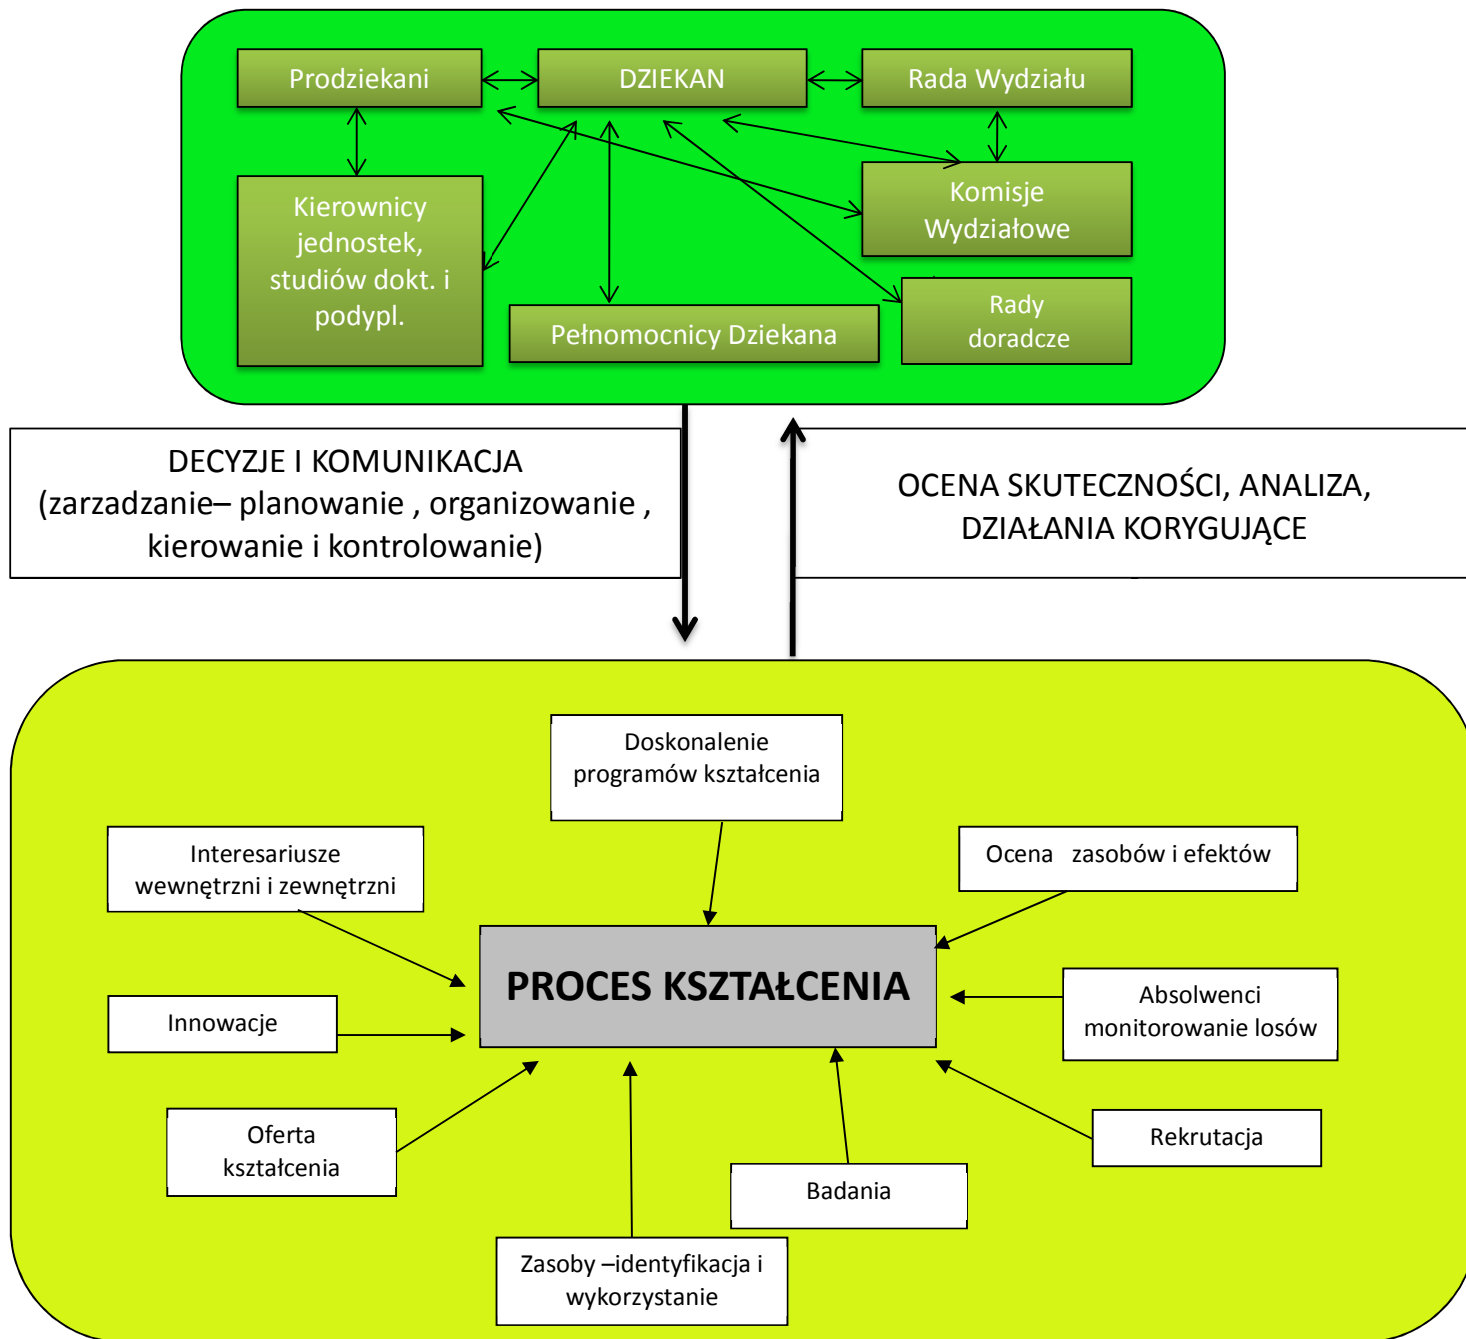 Prodziekani
DZIEKAN
Rada Wydziału
Kierownicy
jednostek,
studiów dokt. i
podypl.
Komisje
Wydziałowe
Pełnomocnicy Dziekana
Rady
doradcze
DECYZJE I KOMUNIKACJA
(zarzadzanie– planowanie , organizowanie ,
kierowanie i kontrolowanie)
OCENA SKUTECZNOŚCI, ANALIZA,
DZIAŁANIA KORYGUJĄCE
Doskonalenie
programów kształcenia
Interesariusze
wewnętrzni i zewnętrzni
Ocena zasobów i efektów
PROCES KSZTAŁCENIA
Innowacje
Absolwenci
monitorowanie losów
Oferta
kształcenia
Rekrutacja
Badania
Zasoby –identyfikacja i
wykorzystanie